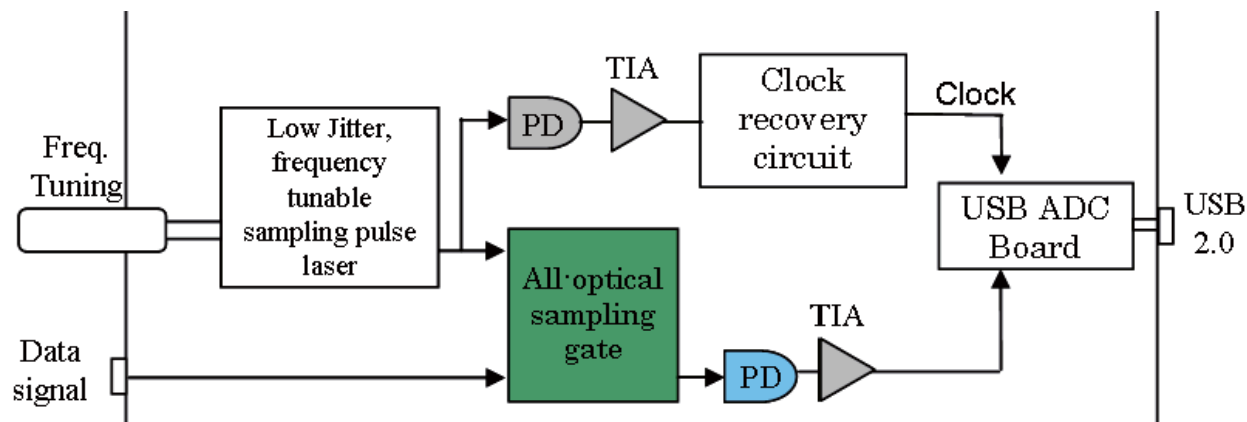 Freq.
Tuning
Low Jitter,
frequency
tunable
sampling pulse
laser
PD
TIA
Clock
recovery
circuit
Clock
USB ADC
Board
USB
2.0
Data
signal
All·optical
sampling
gate
PD
TIA